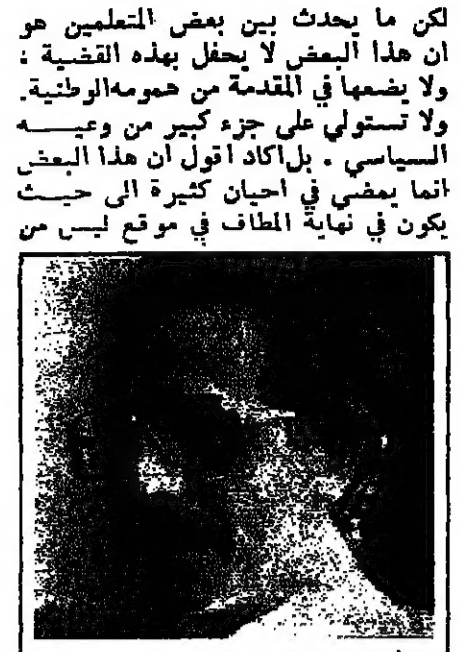 لكن ما يحدث بين بعض المتعلمين هو
ان هذا البعض لا يحفل بهذه القضية :
ولا يضعها في المقدمة من همومه الوطنية.
ولا تستولي على جزء كبير من وعيـــه
السياسي . بل اكاد اقول ان هذا البعض
انما يمضي في احيان كثيرة الى حيـــث
يكون في نهاية المطاف في موقع ليس من